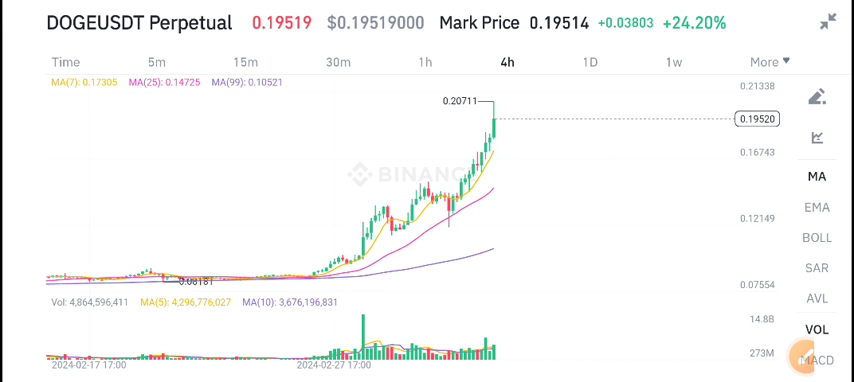 DOGEUSDT Perpetual 0.19519 $0.19519000 Mark Price 0.19514 +0.03803 +24.20%
Time 5m 15m 30m 1h 4h 1D 1w More
MA(7): 0.17305 MA(25): 0.14725 MA(99): 0.10521
0.21338
0.20711
0.19520
0.16743
BINANCE
MA
EMA
0.12149
BOLL
SAR
0.08181
0.07554
Vol: 4,864,596,411 MA(5): 4,296,776,027 MA(10): 3,676,196,831
AVL
14.8B
VOL
273M
MACD
2024-02-17 17:00 2024-02-27 17:00